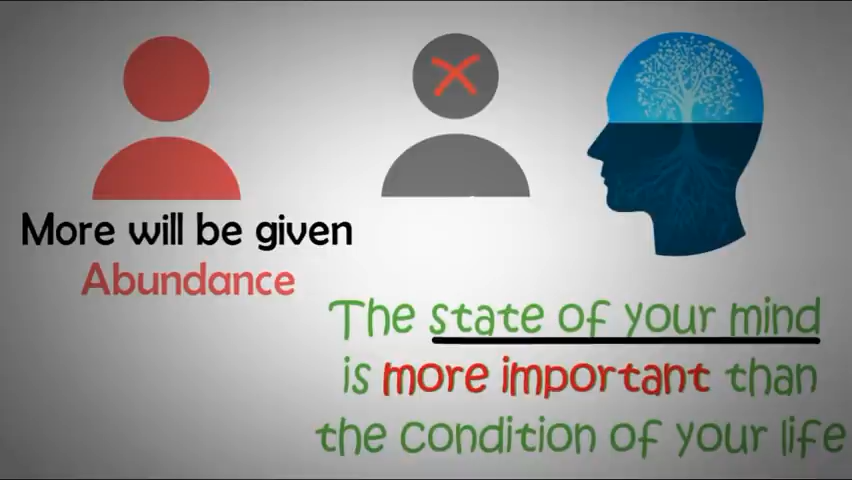 More will be given
Abundance
The state of your mind
is more important than
the condition of your life